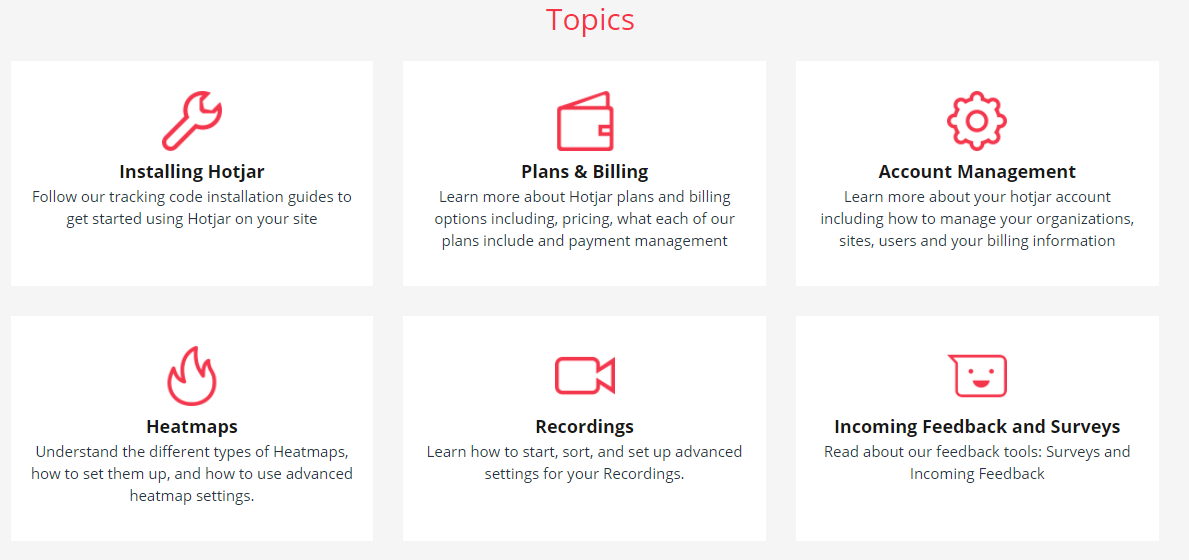 Topics
Installing Hotjar
Follow our tracking code installation guides to
get started using Hotjar on your site
Plans & Billing
Learn more about Hotjar plans and billing
options including, pricing, what each of our
plans include and payment management
Account Management
Learn more about your hotjar account
including how to manage your organizations,
sites, users and your billing information
Heatmaps
Understand the different types of Heatmaps,
how to set them up, and how to use advanced
heatmap settings.
Recordings
Learn how to start, sort, and set up advanced
settings for your Recordings.
Incoming Feedback and Surveys
Read about our feedback tools: Surveys and
Incoming Feedback